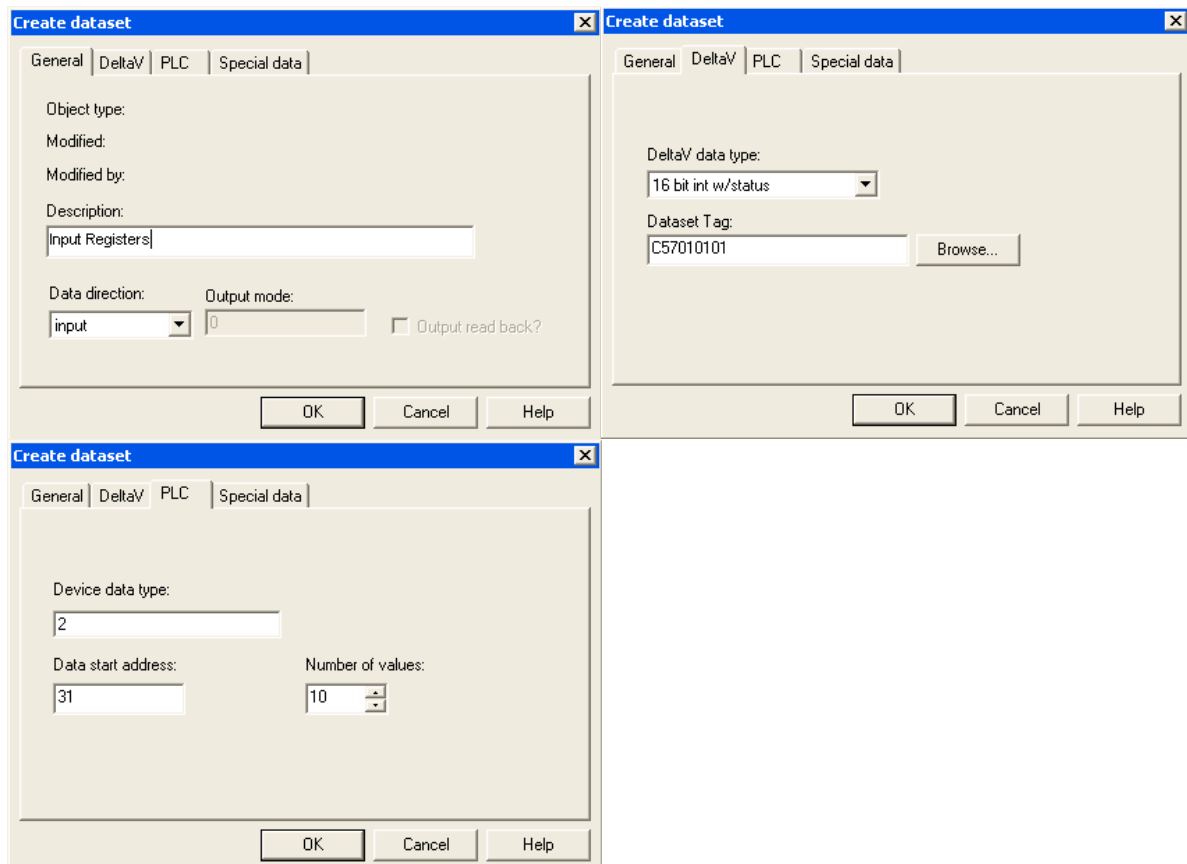 Create dataset
General DeltaV PLC Special data
Object type:
Modified:
Modified by:
Description:
Input Registers
Data direction: Output mode:
input 0 Output read back?
OK Cancel Help
Create dataset
General DeltaV PLC Special data
DeltaV data type:
16 bit int w/status
Dataset Tag:
C57010101 Browse...
OK Cancel Help
Create dataset
General DeltaV PLC Special data
Device data type:
2
Data start address: Number of values:
31 10
OK Cancel Help